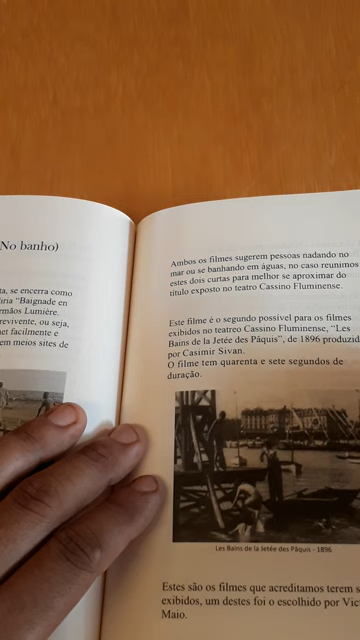 No banho)
ta, se encerra como
iria “Baignade en
rmãos Lumière.
revivente, ou seja,
net facilmente e
em meios sites de
Ambos os filmes sugerem pessoas nadando no
mar ou se banhando em águas, no caso reunimos
estes dois curtas para melhor se aproximar do
título exposto no teatro Cassino Fluminense.
Este filme é o segundo possível para os filmes
exibidos no teatreo Cassino Fluminense, “Les
Bains de la Jetée des Pâquis”, de 1896 produzid
por Casimir Sivan.
O filme tem quarenta e sete segundos de
duração.
Les Bains de la Jetée des Pâquis - 1896
Estes são os filmes que acreditamos terem s
exibidos, um destes foi o escolhido por Vic
Maio.